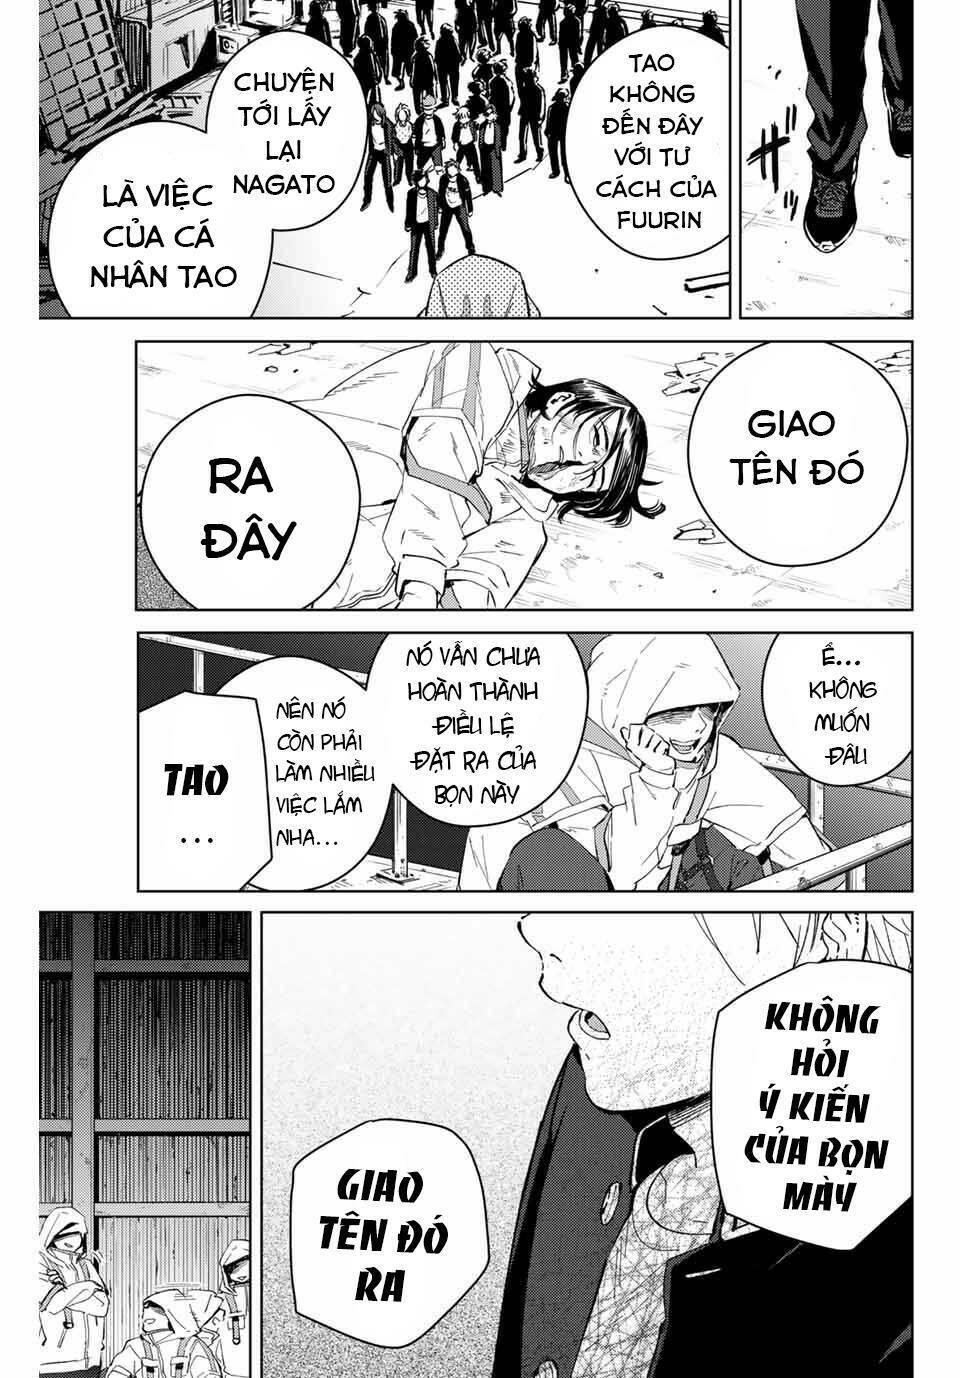 TAO
KHÔNG
ĐẾN ĐÂY
VỚI TƯ
CÁCH CỦA
FUURIN
CHUYỆN
TỚI LẤY
LẠI
NAGATO
LÀ VIỆC
CỦA CÁ
NHÂN TAO
GIAO
TÊN ĐÓ
RA
ĐÂY
Ề...
KHÔNG
MUỐN
ĐÂU
NÓ VẪN CHƯA
HOÀN THÀNH
ĐIỀU LỆ
ĐẶT RA CỦA
BỌN NÀY
NÊN NÓ
CÒN PHẢI
LÀM NHIỀU
VIỆC LẮM
NHA...
TAO
...
KHÔNG
HỎI
Ý KIẾN
CỦA BỌN
MÀY
GIAO
TÊN ĐÓ
RA